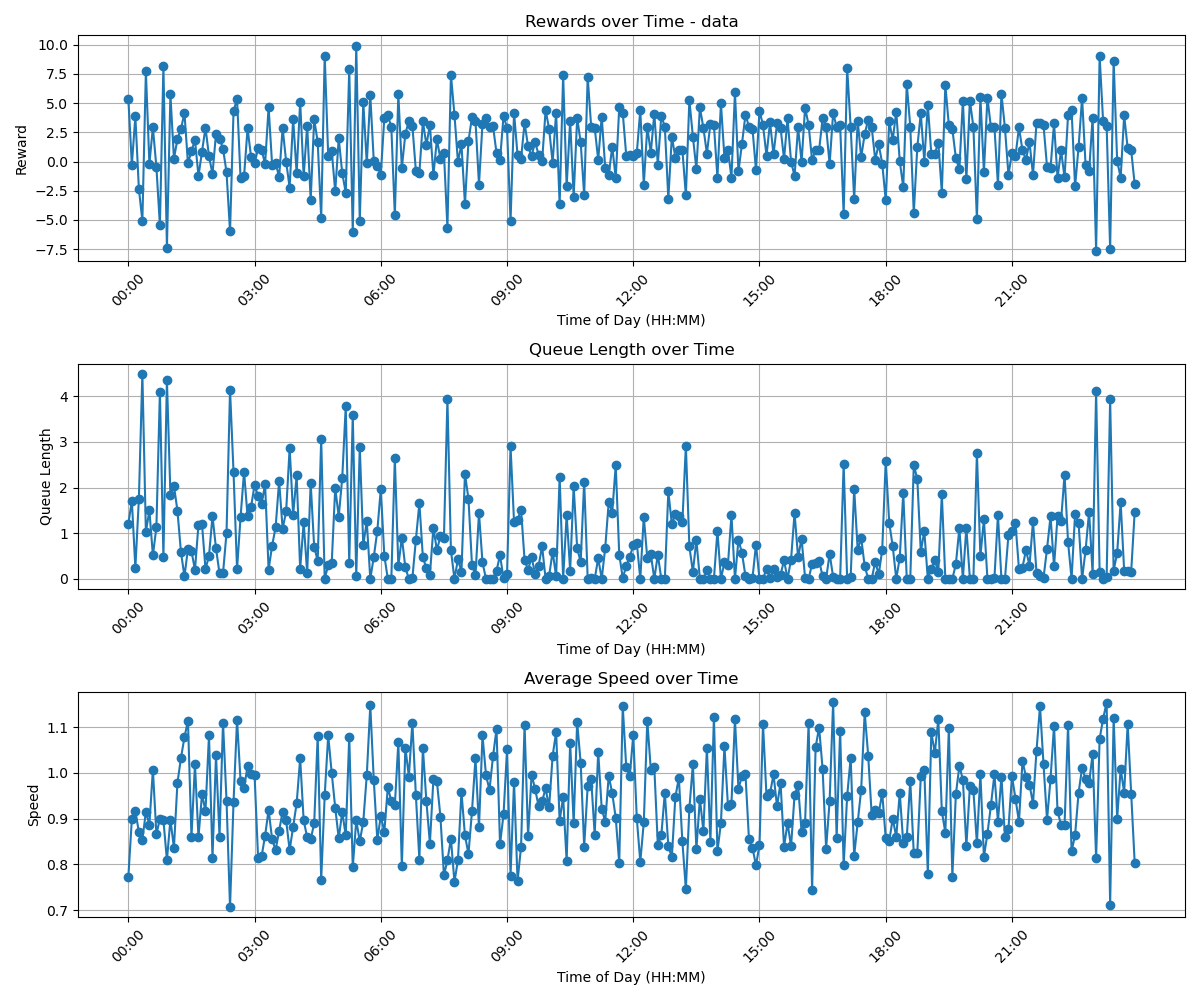 Rewards over Time - data
Reward
10.0
7.5
5.0
2.5
0.0
−2.5
−5.0
−7.5
00:00 03:00 06:00 09:00 12:00 15:00 18:00 21:00
Time of Day (HH:MM)
Queue Length over Time
Queue Length
4
3
2
1
0
00:00 03:00 06:00 09:00 12:00 15:00 18:00 21:00
Time of Day (HH:MM)
Average Speed over Time
Speed
1.1
1.0
0.9
0.8
0.7
00:00 03:00 06:00 09:00 12:00 15:00 18:00 21:00
Time of Day (HH:MM)